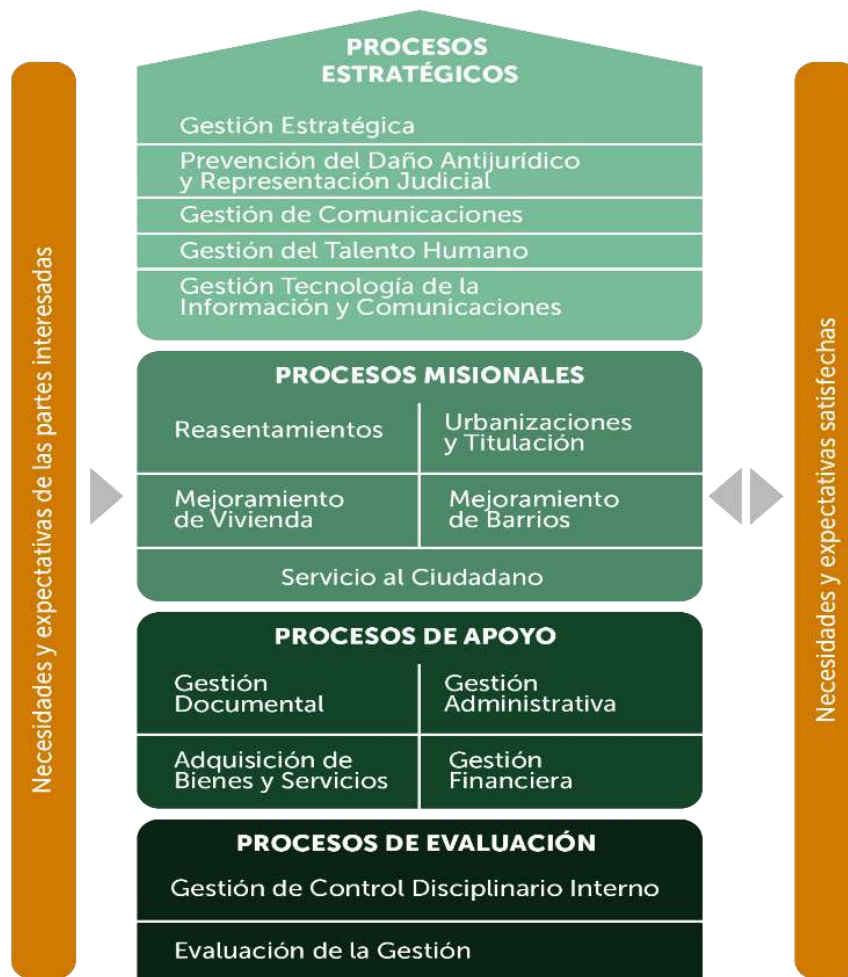 Necesidades y expectativas de las partes interesadas
PROCESOS
ESTRATÉGICOS
Gestión Estratégica
Prevención del Daño Antijurídico
y Representación Judicial
Gestión de Comunicaciones
Gestión del Talento Humano
Gestión Tecnología de la
Información y Comunicaciones
PROCESOS MISIONALES
Reasentamientos
Urbanizaciones
y Titulación
Mejoramiento
de Vivienda
Mejoramiento
de Barrios
Servicio al Ciudadano
PROCESOS DE APOYO
Gestión
Documental
Gestión
Administrativa
Adquisición de
Bienes y Servicios
Gestión
Financiera
PROCESOS DE EVALUACIÓN
Gestión de Control Disciplinario Interno
Evaluación de la Gestión
Necesidades y expectativas satisfechas